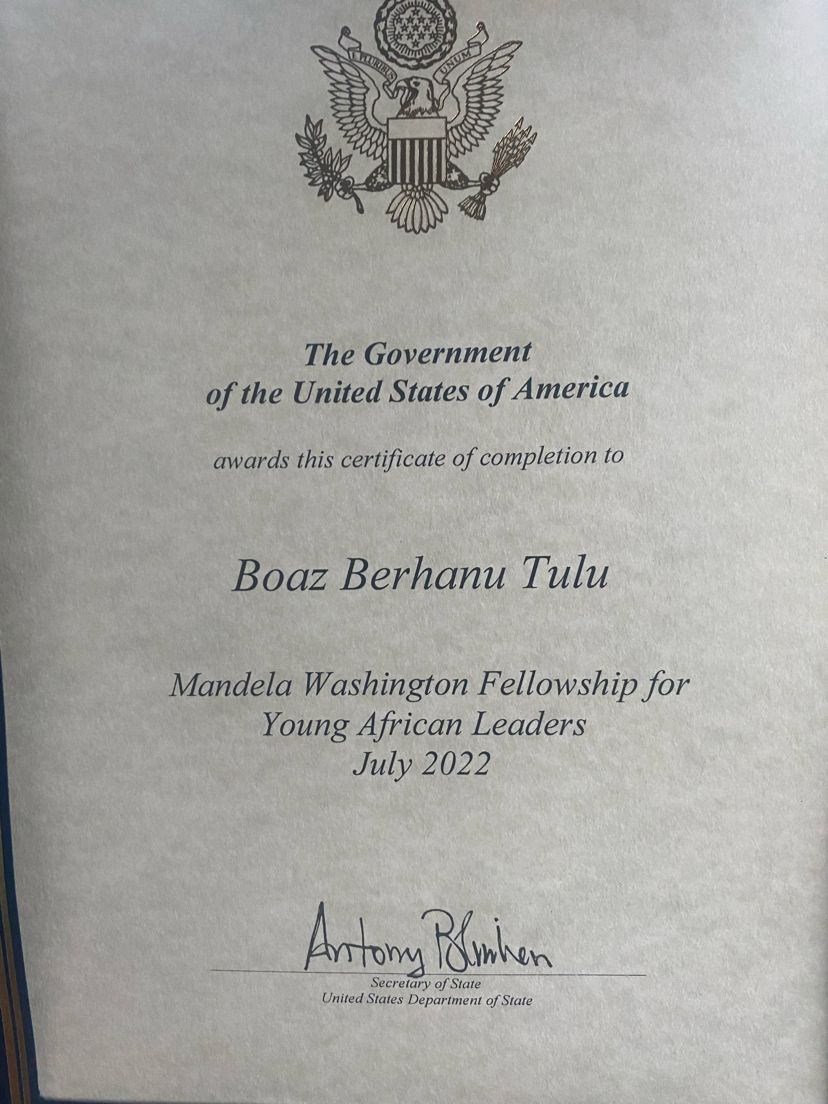 E PLURIBUS UNUM
The Government
of the United States of America
awards this certificate of completion to
Boaz Berhanu Tulu
Mandela Washington Fellowship for
Young African Leaders
July 2022
Antony Blinken
Secretary of State
United States Department of State